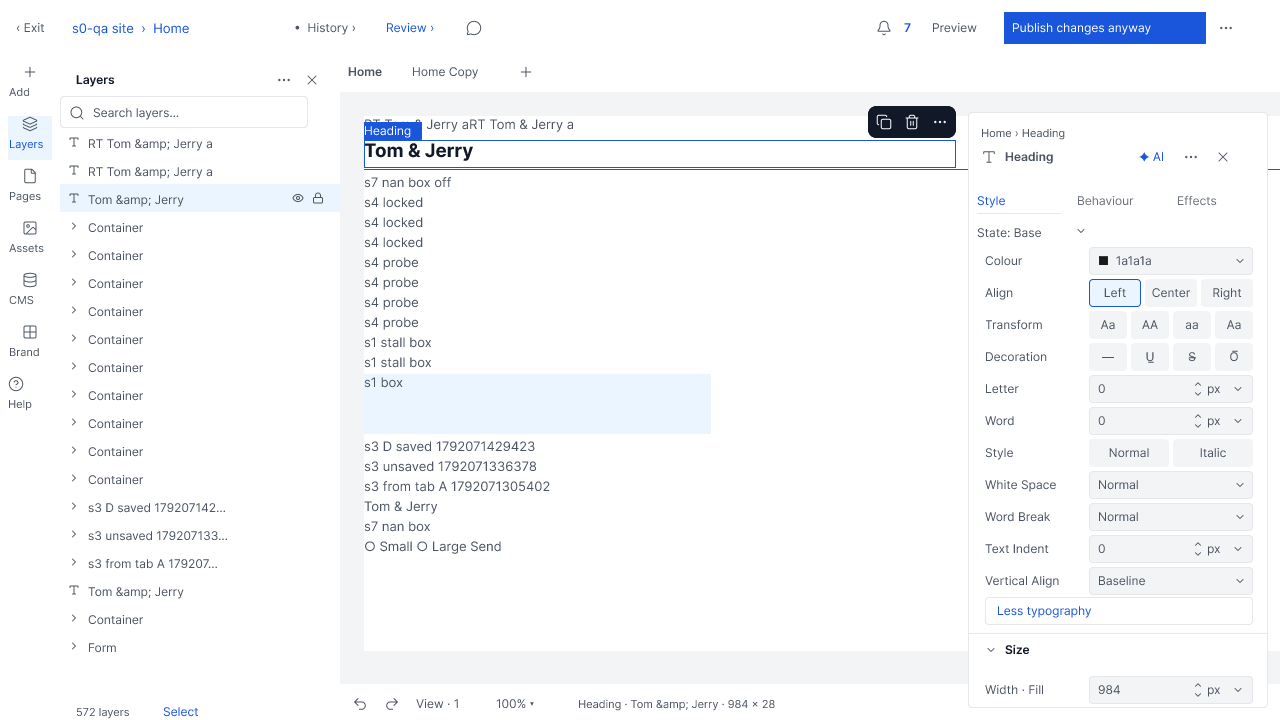 ‹ Exit
s0-qa site › Home
• History ›
Review ›
7
Preview
Publish changes anyway
Add
Layers
Pages
Assets
CMS
Brand
Help
Layers
Search layers...
RT Tom &amp; Jerry a
RT Tom &amp; Jerry a
Tom &amp; Jerry
Container
Container
Container
Container
Container
Container
Container
Container
Container
Container
s3 D saved 179207142...
s3 unsaved 179207133...
s3 from tab A 179207...
Tom &amp; Jerry
Container
Form
572 layers
Select
Home
Home Copy
RT Tom & Jerry aRT Tom & Jerry a
Heading
Tom & Jerry
s7 nan box off
s4 locked
s4 locked
s4 locked
s4 probe
s4 probe
s4 probe
s4 probe
s1 stall box
s1 stall box
s1 box
s3 D saved 1792071429423
s3 unsaved 1792071336378
s3 from tab A 1792071305402
Tom & Jerry
s7 nan box
Small Large Send
View · 1
100%
Heading · Tom &amp; Jerry · 984 × 28
Home › Heading
Heading
AI
Style
Behaviour
Effects
State: Base
Colour
1a1a1a
Align
Left
Center
Right
Transform
Aa
AA
aa
Aa
Decoration
—
U
S
O
Letter
0
px
Word
0
px
Style
Normal
Italic
White Space
Normal
Word Break
Normal
Text Indent
0
px
Vertical Align
Baseline
Less typography
Size
Width · Fill
984
px